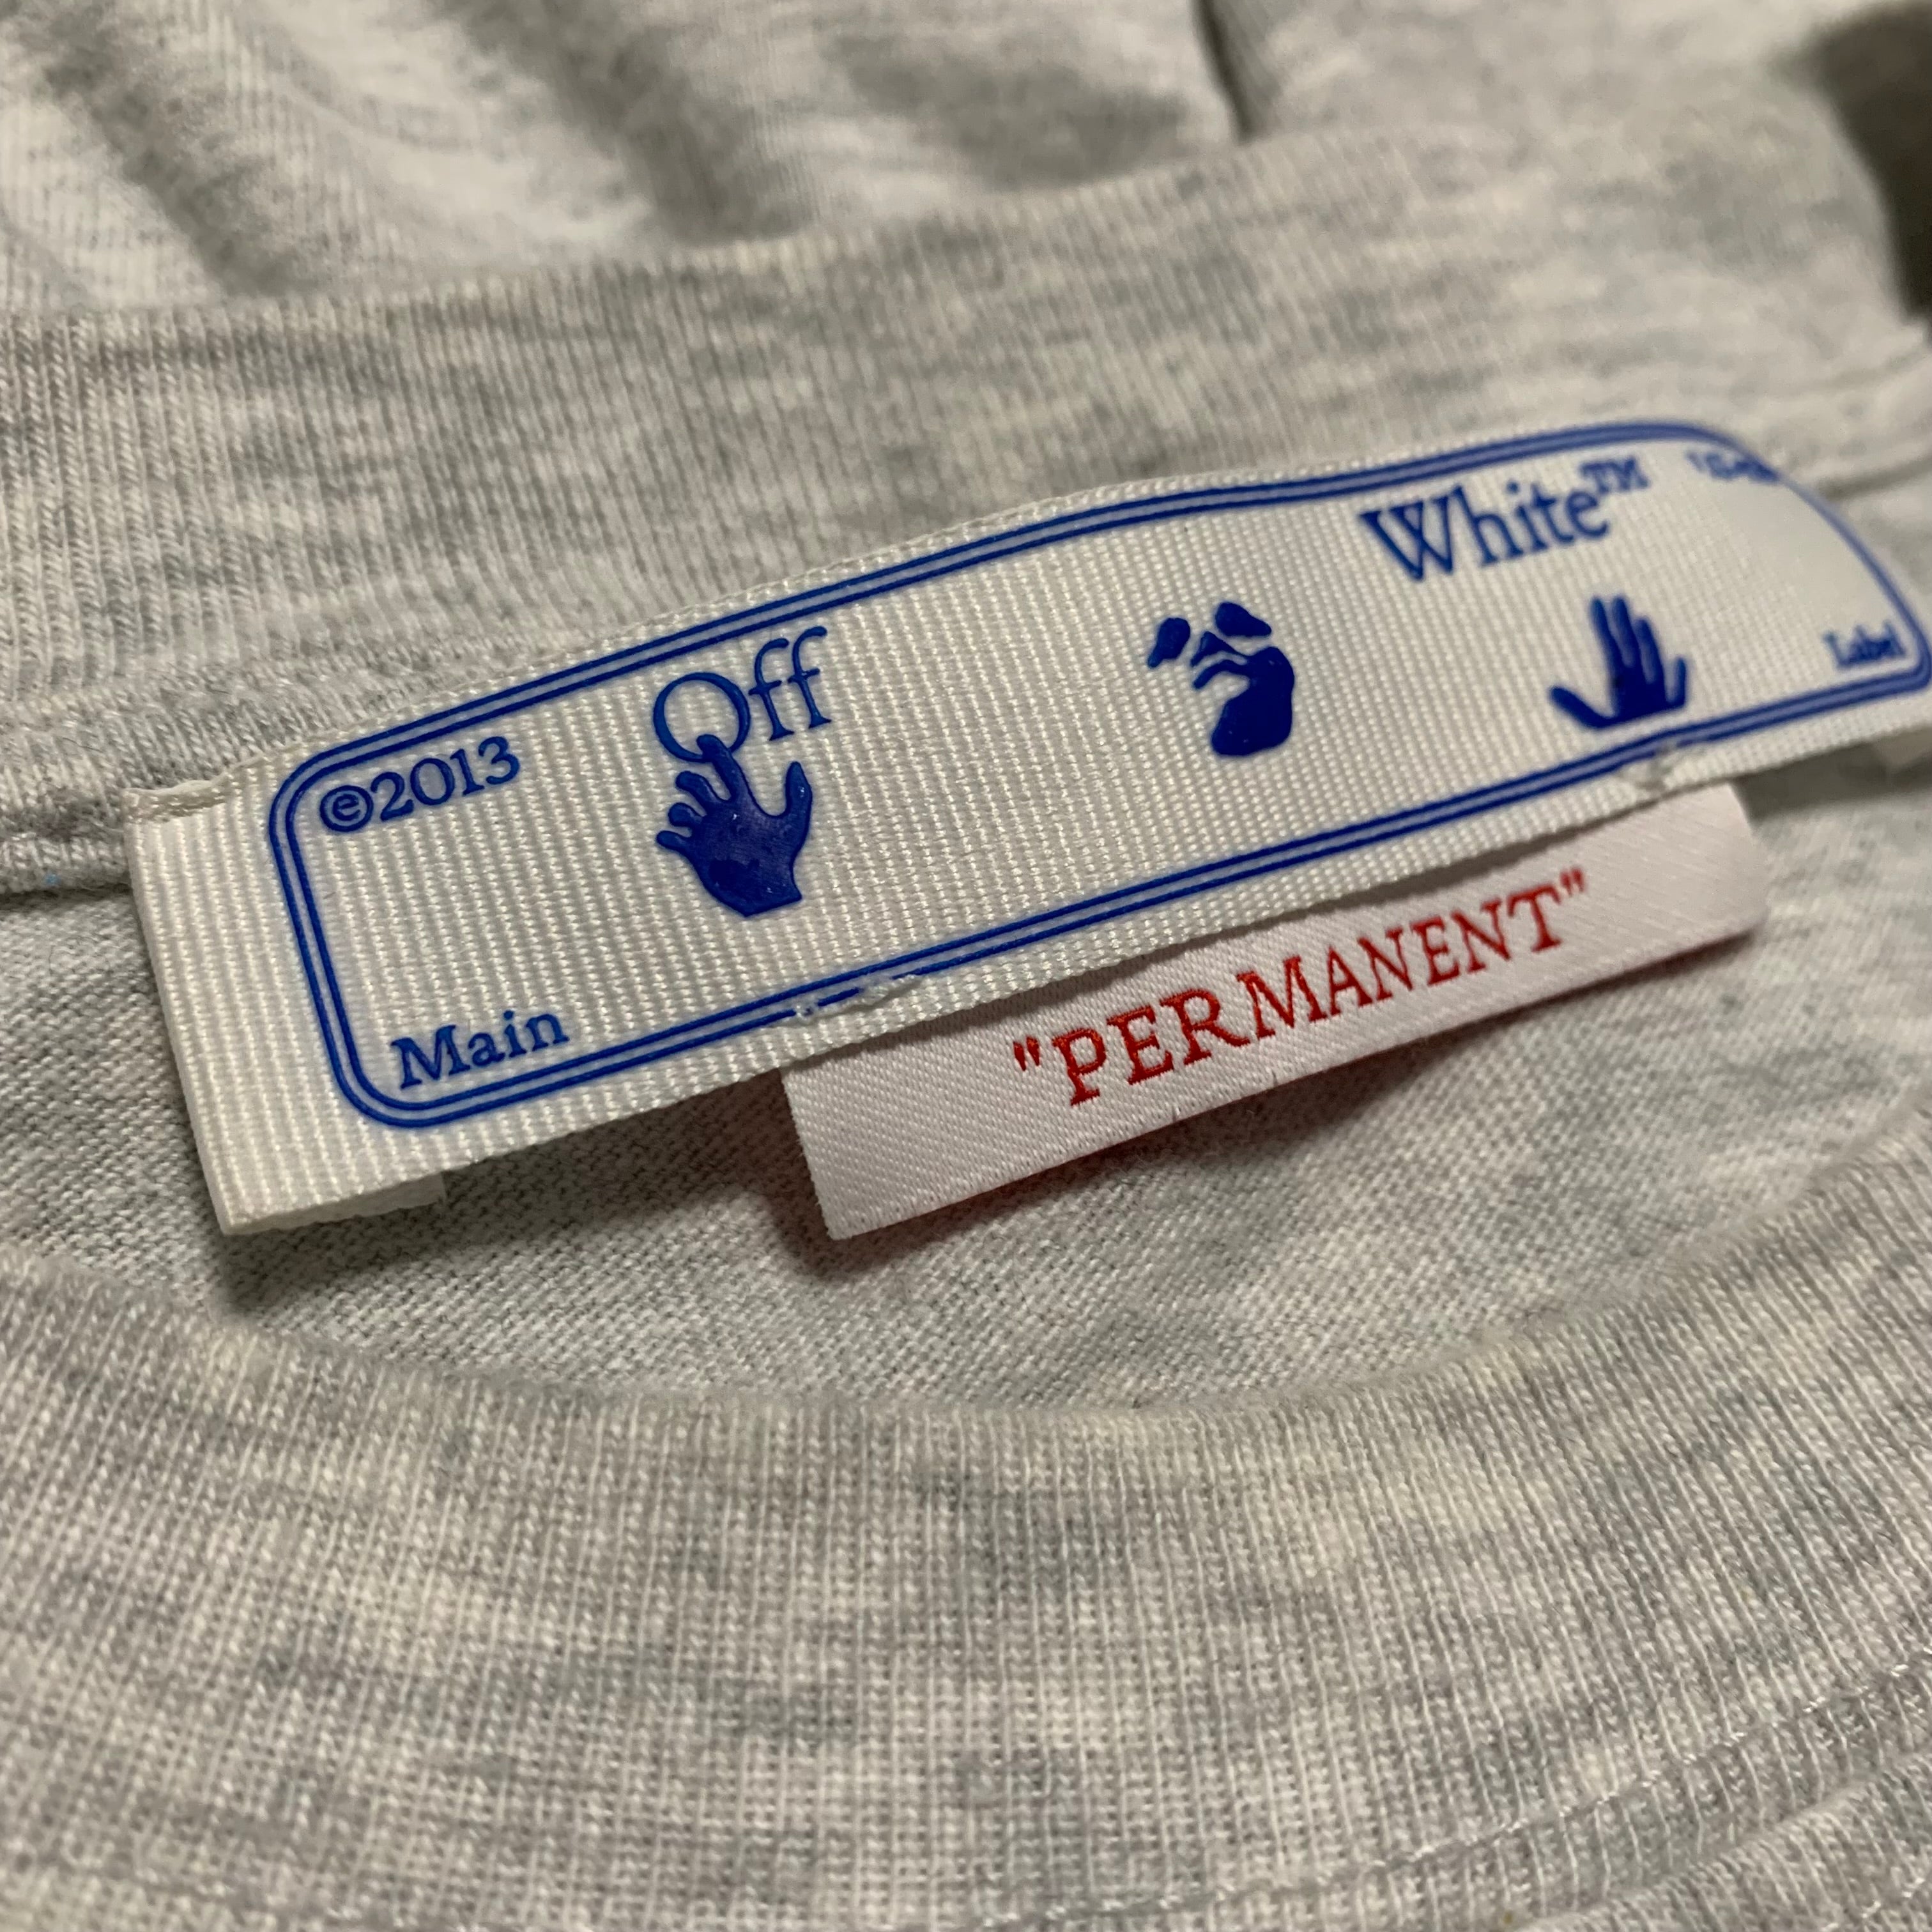 ©2013
Off
White™
Main
Label
"PERMANENT"